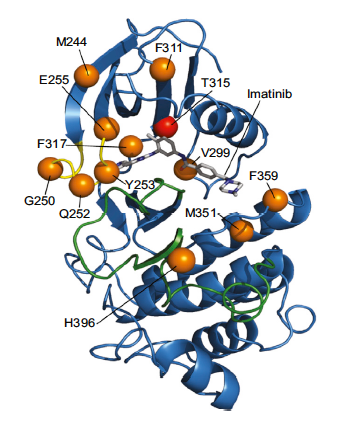 M244
F311
E255
T315
Imatinib
F317
V299
F359
Y253
G250
Q252
M351
H396